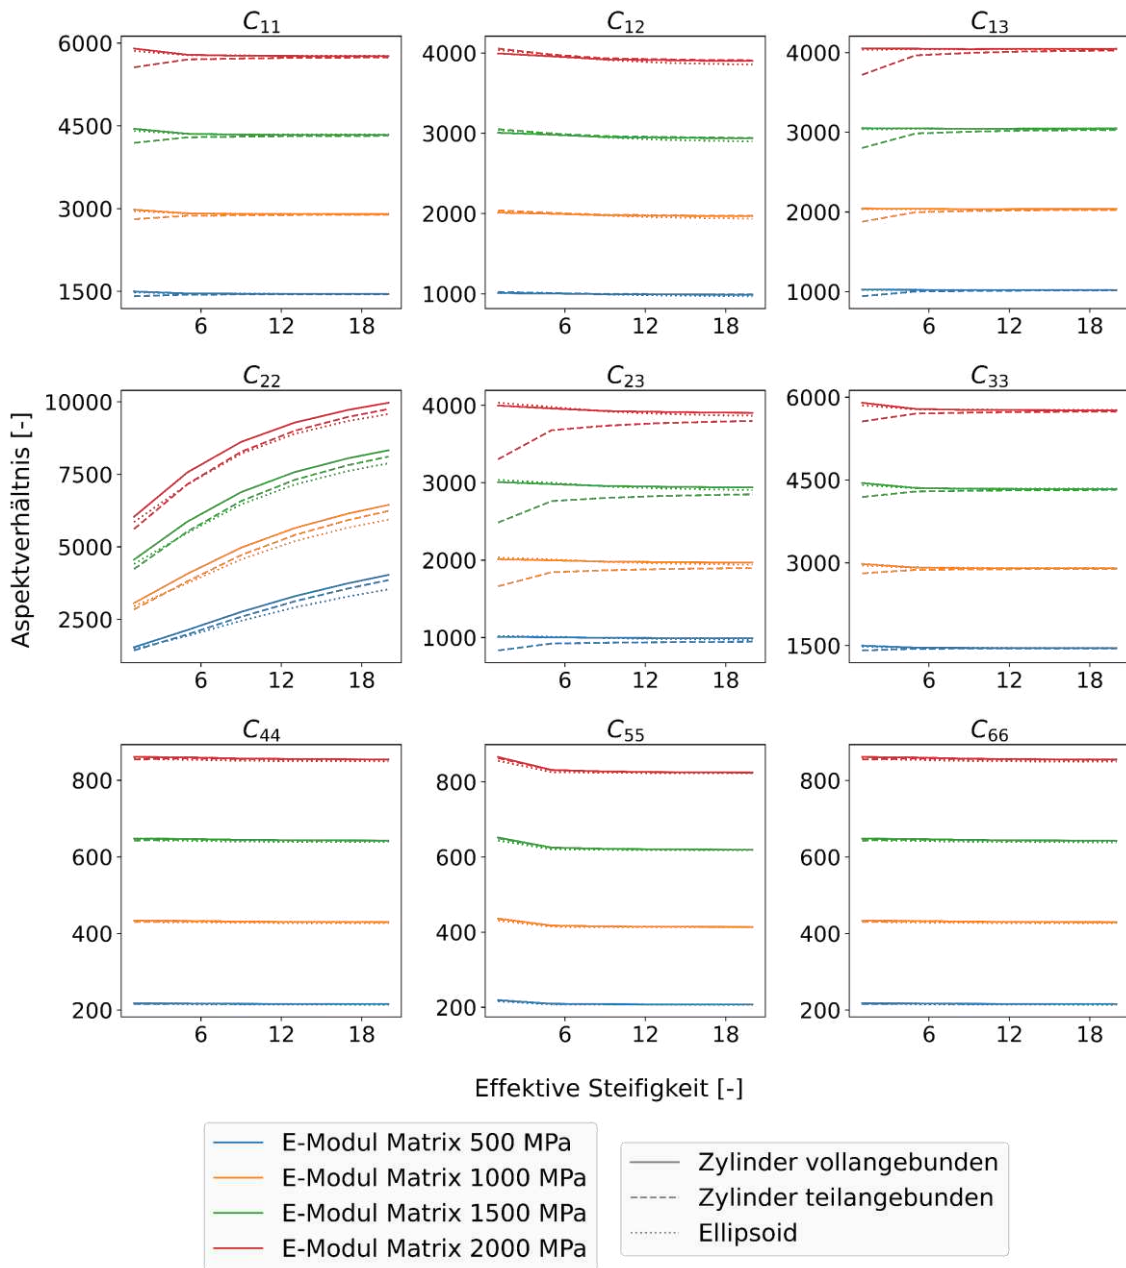 C11 C12 C13
6000
4500
3000
1500
6 12 18
4000
3000
2000
1000
6 12 18
4000
3000
2000
1000
6 12 18
C22 C23 C33
10000
7500
5000
2500
6 12 18
4000
3000
2000
1000
6 12 18
6000
4500
3000
1500
6 12 18
Aspektverhältnis [-]
C44 C55 C66
800
600
400
200
6 12 18
800
600
400
200
6 12 18
800
600
400
200
6 12 18
Effektive Steifigkeit [-]
E-Modul Matrix 500 MPa
E-Modul Matrix 1000 MPa
E-Modul Matrix 1500 MPa
E-Modul Matrix 2000 MPa
Zylinder vollangebunden
Zylinder teilangebunden
Ellipsoid